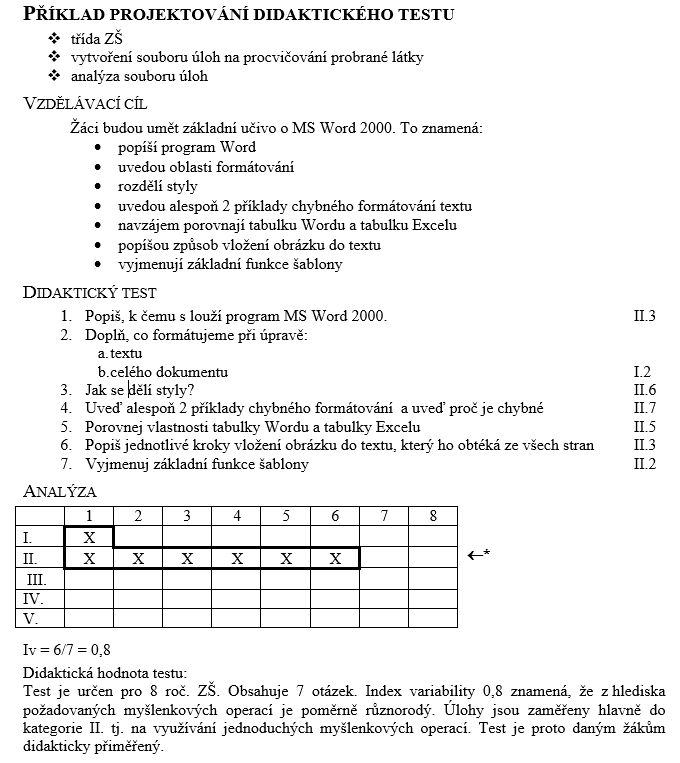 PŘÍKLAD PROJEKTOVÁNÍ DIDAKTICKÉHO TESTU
❖ třída ZŠ
❖ vytvoření souboru úloh na procvičování probrané látky
❖ analýza souboru úloh
VZDĚLÁVACÍ CÍL
Žáci budou umět základní učivo o MS Word 2000. To znamená:
• popíší program Word
• uvedou oblasti formátování
• rozdělí styly
• uvedou alespoň 2 příklady chybného formátování textu
• navzájem porovnají tabulku Wordu a tabulku Excelu
• popíšou způsob vložení obrázku do textu
• vyjmenují základní funkce šablony
DIDAKTICKÝ TEST
1. Popiš, k čemu s louží program MS Word 2000. II.3
2. Doplň, co formátujeme při úpravě:
a. textu
b. celého dokumentu I.2
3. Jak se dělí styly? II.6
4. Uveď alespoň 2 příklady chybného formátování a uveď proč je chybné II.7
5. Porovnej vlastnosti tabulky Wordu a tabulky Excelu II.5
6. Popiš jednotlivé kroky vložení obrázku do textu, který ho obtéká ze všech stran II.3
7. Vyjmenuj základní funkce šablony II.2
ANALÝZA
1 2 3 4 5 6 7 8
I. X
II. X X X X X X ←*
III.
IV.
V.
Iv = 6/7 = 0,8
Didaktická hodnota testu:
Test je určen pro 8 roč. ZŠ. Obsahuje 7 otázek. Index variability 0,8 znamená, že z hlediska
požadovaných myšlenkových operací je poměrně různorodý. Úlohy jsou zaměřeny hlavně do
kategorie II. tj. na využívání jednoduchých myšlenkových operací. Test je proto daným žákům
didakticky přiměřený.